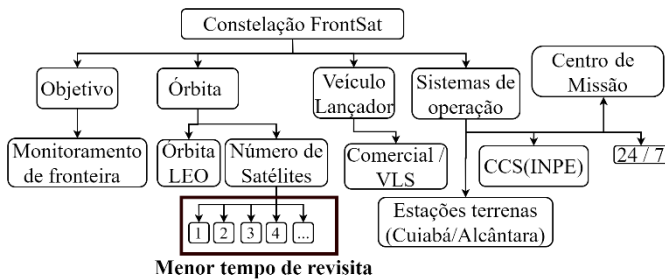 Constelação FrontSat
Objetivo
Órbita
Veículo
Lançador
Sistemas de
operação
Centro de
Missão
Monitoramento
de fronteira
Órbita
LEO
Número de
Satélites
Comercial /
VLS
CCS(INPE)
24 / 7
Estações terrenas
(Cuiabá/Alcântara)
1 2 3 4 ...
Menor tempo de revisita